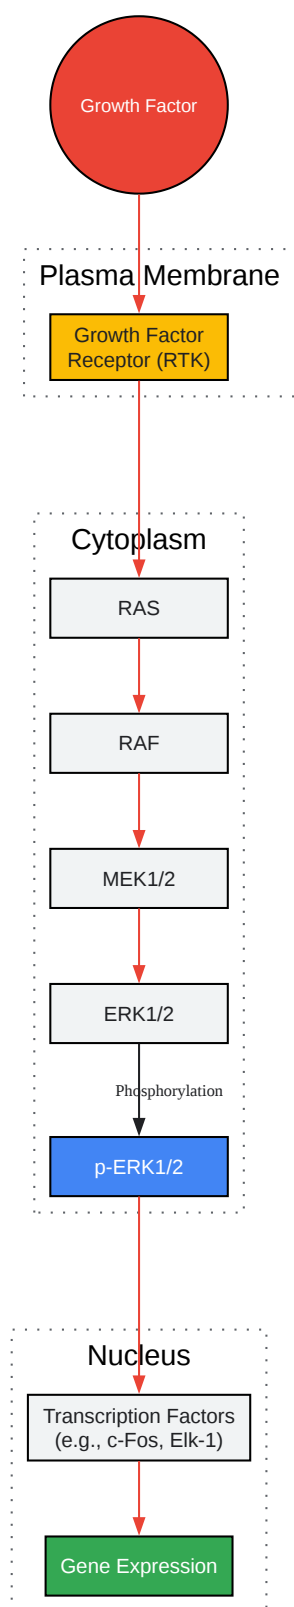 Growth Factor
Plasma Membrane
Growth Factor
Receptor (RTK)
Cytoplasm
RAS
RAF
MEK1/2
ERK1/2
Phosphorylation
p-ERK1/2
Nucleus
Transcription Factors
(e.g., c-Fos, Elk-1)
Gene Expression